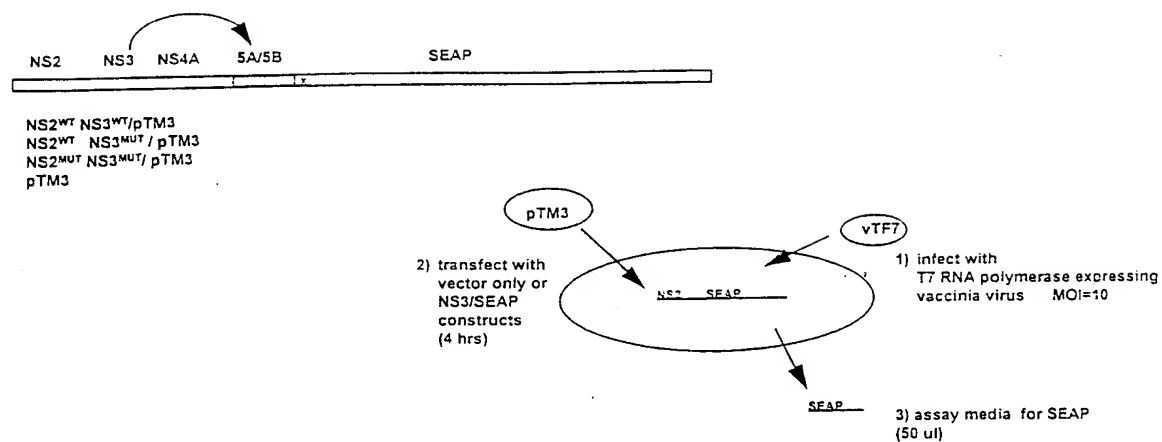 NS2 NS3 NS4A 5A/5B SEAP
NS2WT NS3WT/pTM3
NS2WT NS3MUT / pTM3
NS2MUT NS3MUT/ pTM3
pTM3
pTM3
vTF7
2) transfect with
vector only or
NS3/SEAP
constructs
(4 hrs)
NS2 SEAP
1) infect with
T7 RNA polymerase expressing
vaccinia virus MOI=10
SEAP
3) assay media for SEAP
(50 ul)